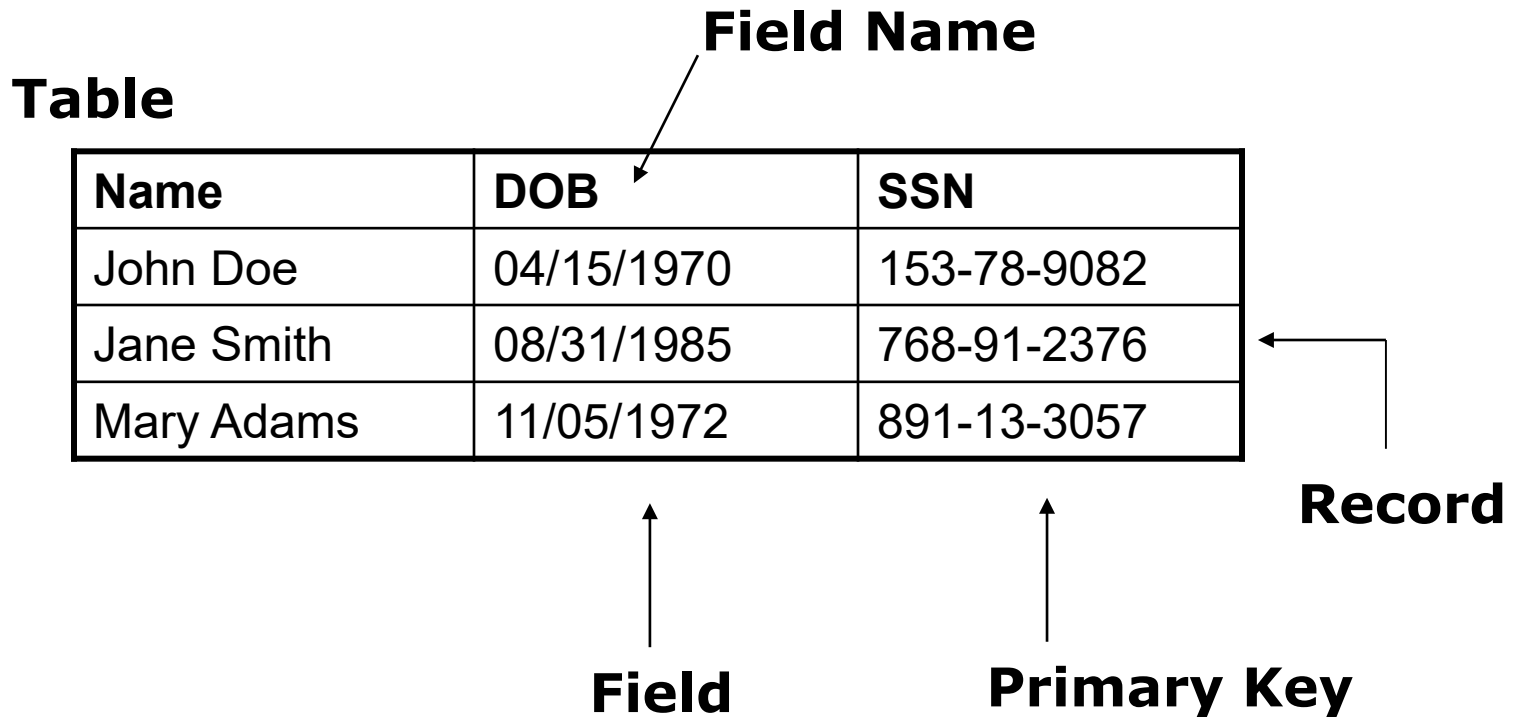 Field Name
Table
Name DOB SSN
John Doe 04/15/1970 153-78-9082
Jane Smith 08/31/1985 768-91-2376
Mary Adams 11/05/1972 891-13-3057
Record
Field
Primary Key